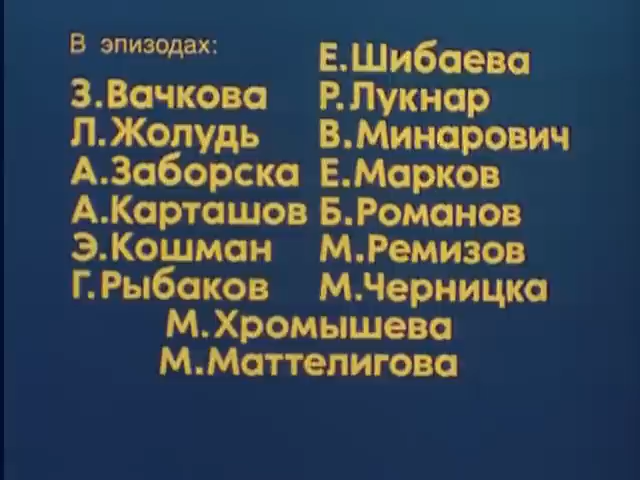 В эпизодах:
З.Вачкова
Л.Жолудь
А.Заборска
А.Карташов
Э.Кошман
Г.Рыбаков
Е.Шибаева
Р.Лукнар
В.Минарович
Е.Марков
Б.Романов
М.Ремизов
М.Черницка
М.Хромышева
М.Маттелигова